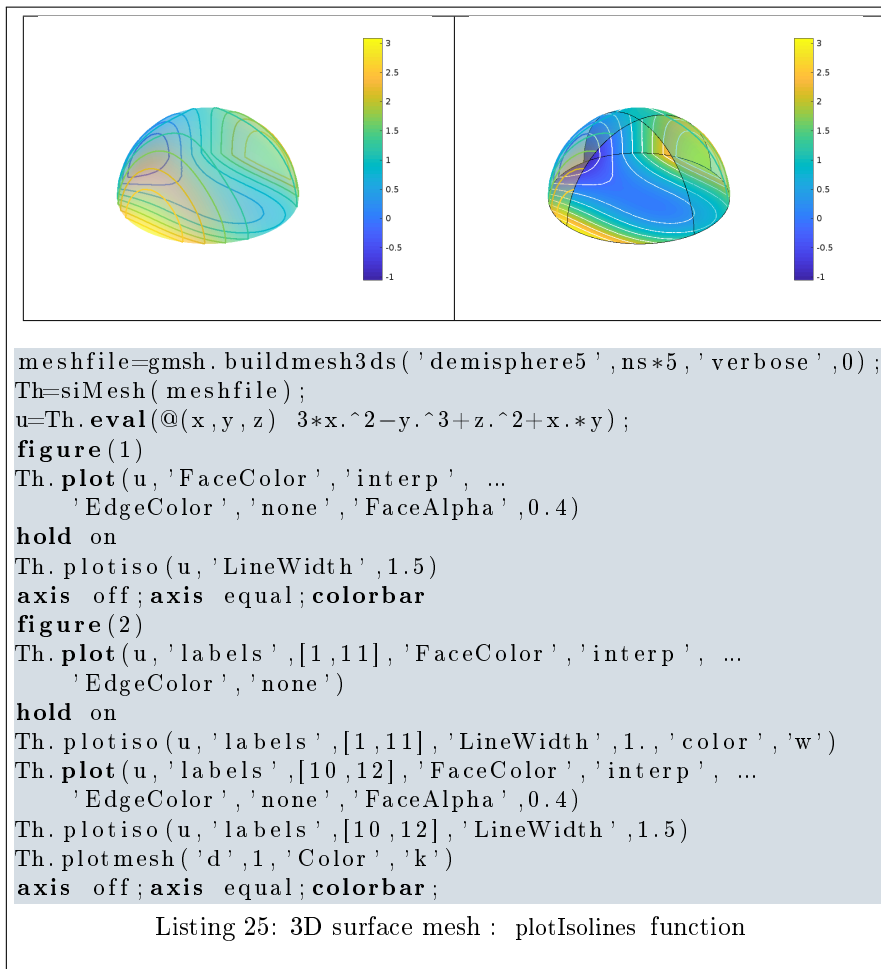 3
2.5
2
1.5
1
0.5
0
-0.5
-1
3
2.5
2
1.5
1
0.5
0
-0.5
-1
meshfile=gmsh.buildmesh3ds('demisphere5',ns*5,'verbose',0);
Th=siMesh(meshfile);
u=Th.eval(@(x,y,z) 3*x.^2-y.^3+z.^2+x.*y);
figure(1)
Th.plot(u,'FaceColor','interp', ...
'EdgeColor','none','FaceAlpha',0.4)
hold on
Th.plotiso(u,'LineWidth',1.5)
axis off;axis equal;colorbar
figure(2)
Th.plot(u,'labels',[1,11],'FaceColor','interp', ...
'EdgeColor','none')
hold on
Th.plotiso(u,'labels',[1,11],'LineWidth',1.,'color','w')
Th.plot(u,'labels',[10,12],'FaceColor','interp', ...
'EdgeColor','none','FaceAlpha',0.4)
Th.plotiso(u,'labels',[10,12],'LineWidth',1.5)
Th.plotmesh('d',1,'Color','k')
axis off;axis equal;colorbar;
Listing 25: 3D surface mesh : plotIsolines function